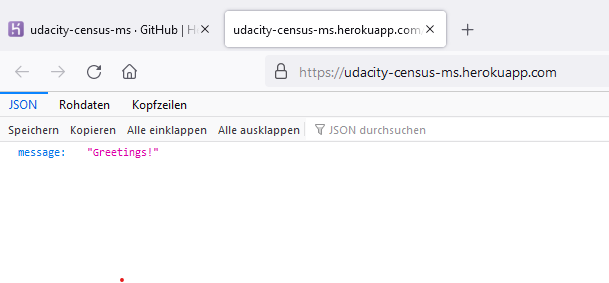 udacity-census-ms · GitHub | H
udacity-census-ms.herokuapp.com
https://udacity-census-ms.herokuapp.com
JSON Rohdaten Kopfzeilen
Speichern Kopieren Alle einklappen Alle ausklappen JSON durchsuchen
message: "Greetings!"